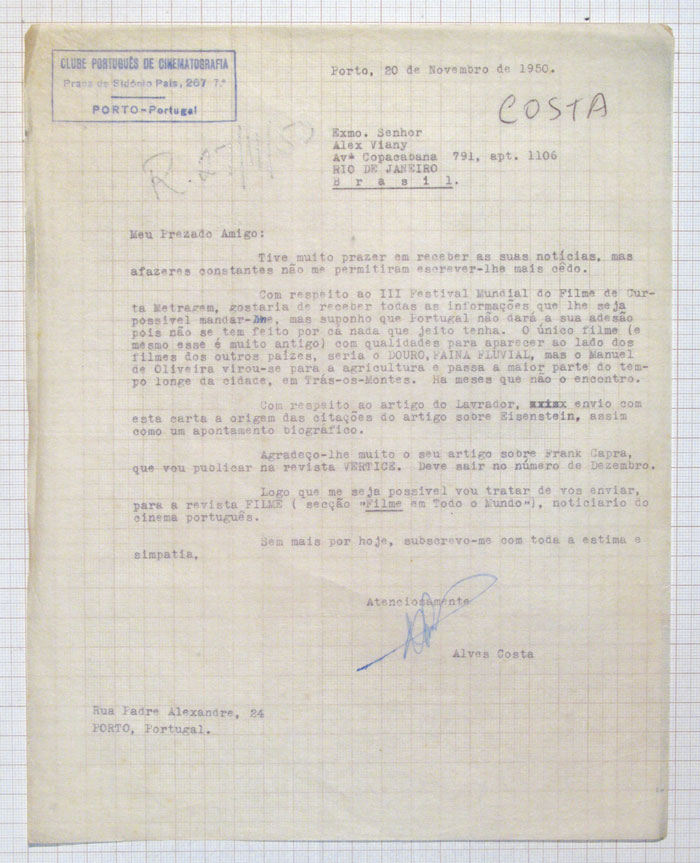 CLUBE PORTUGUÊS DE CINEMATOGRAFIA
Praça de Sidónio Pais, 267 7.º
PORTO-Portugal
Porto, 20 de Novembro de 1950.
COSTA
R. 25/11/50
Exmo. Senhor
Alex Viany
Avª Copacabana 791, apt. 1106
RIO DE JANEIRO
B r a s i l.
Meu Prezado Amigo:
Tive muito prazer em receber as suas notícias, mas
afazeres constantes não me permitiram escrever-lhe mais cêdo.
Com respeito ao III Festival Mundial do Filme de Cur-
ta Metragem, gostaria de receber todas as informações que lhe seja
possivel mandar-me, mas suponho que Portugal não dará a sua adesão
pois não se tem feito por cá nada que jeito tenha. O único filme (e
mesmo esse é muito antigo) com qualidades para aparecer ao lado dos
filmes dos outros paízes, seria o DOURO,FAINA FLUVIAL, mas o Manuel
de Oliveira virou-se para a agricultura e passa a maior parte do tem-
po longe da cidade, em Trás-os-Montes. Ha meses que não o encontro.
Com respeito ao artigo do Lavrador, envio com
esta carta a origem das citações do artigo sobre Eisenstein, assim
como um apontamento biográfico.
Agradeço-lhe muito o seu artigo sobre Frank Capra,
que vou publicar na revista VERTICE. Deve sair no número de Dezembro.
Logo que me seja possivel vou tratar de vos enviar,
para a revista FILME ( secção "Filme em Todo o Mundo"), noticiario do
cinema português.
Sem mais por hoje, subscrevo-me com toda a estima e
simpatia,
Atenciosamente
Alves Costa
Rua Padre Alexandre, 24
PORTO, Portugal.